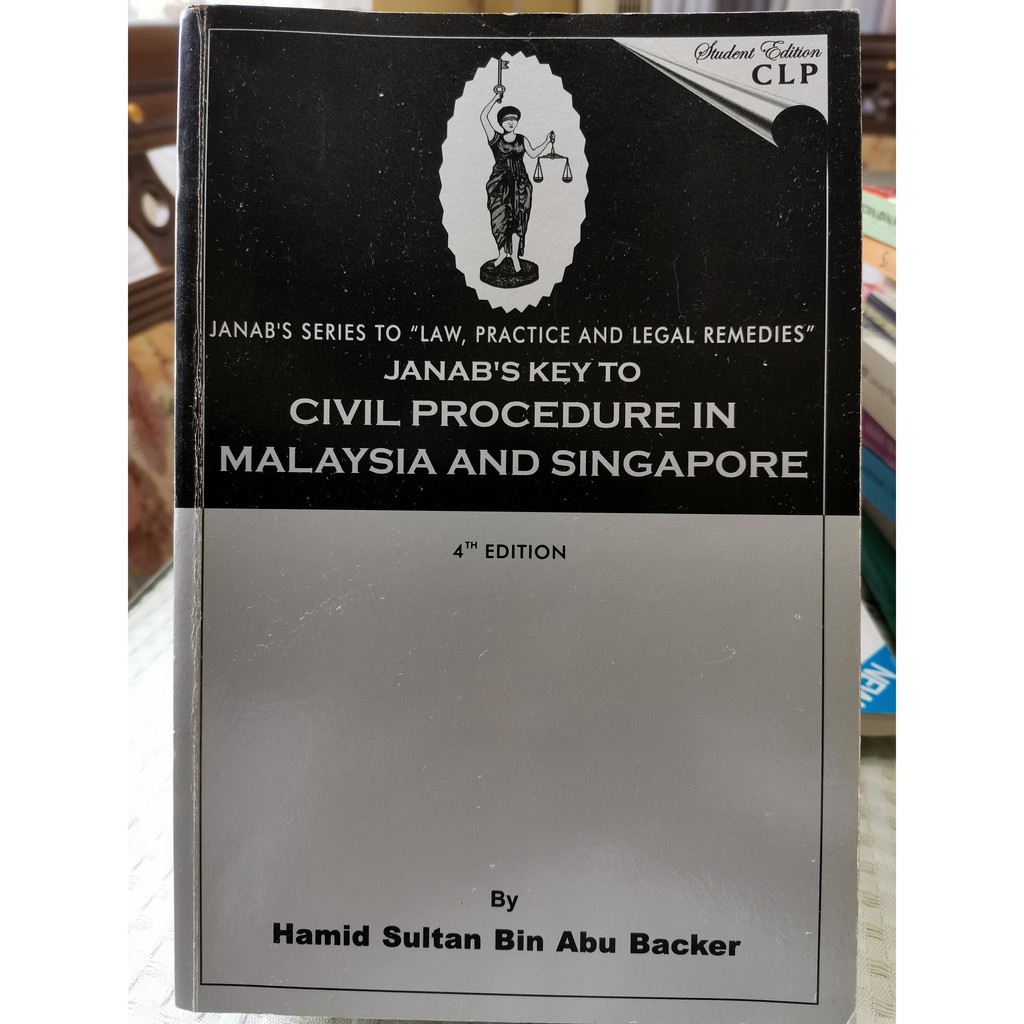 Student Edition
CLP
JANAB'S SERIES TO "LAW, PRACTICE AND LEGAL REMEDIES"
JANAB'S KEY TO
CIVIL PROCEDURE IN
MALAYSIA AND SINGAPORE
4TH EDITION
By
Hamid Sultan Bin Abu Backer
NEW